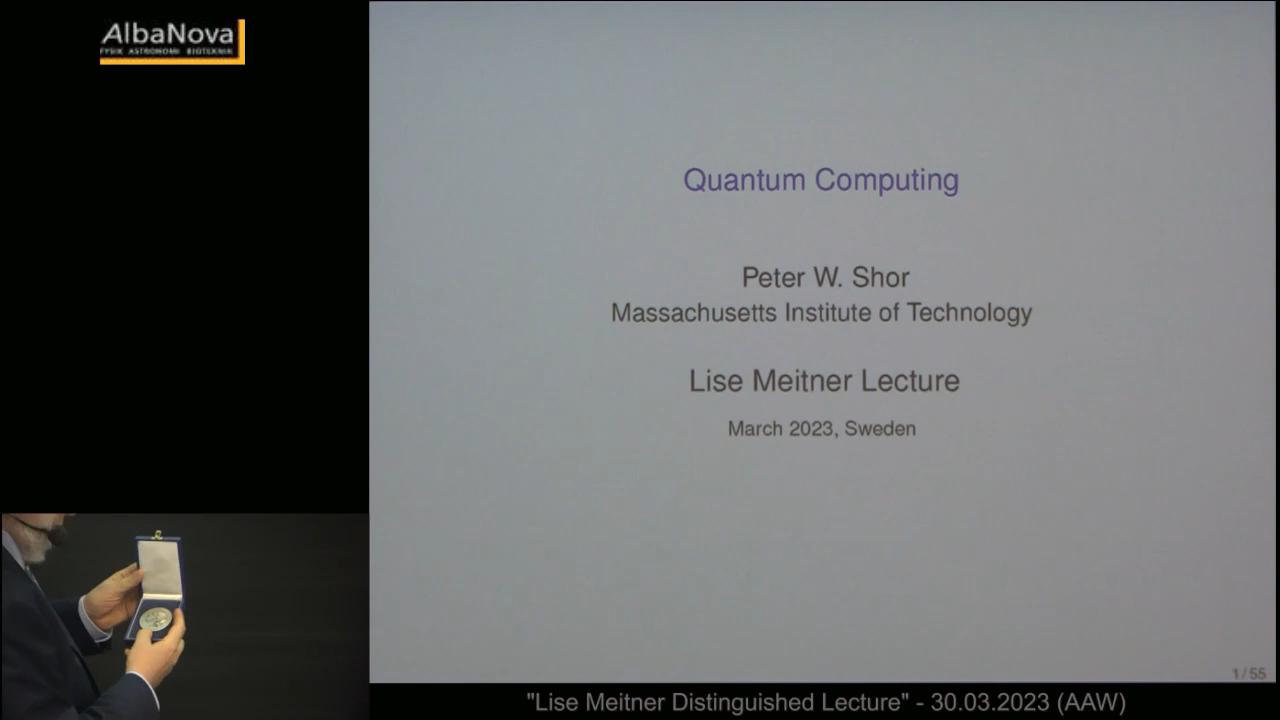 AlbaNova
FYSIK ASTRONOMI BIOTEKNIK
Quantum Computing
Peter W. Shor
Massachusetts Institute of Technology
Lise Meitner Lecture
March 2023, Sweden
1 / 55
"Lise Meitner Distinguished Lecture" - 30.03.2023 (AAW)